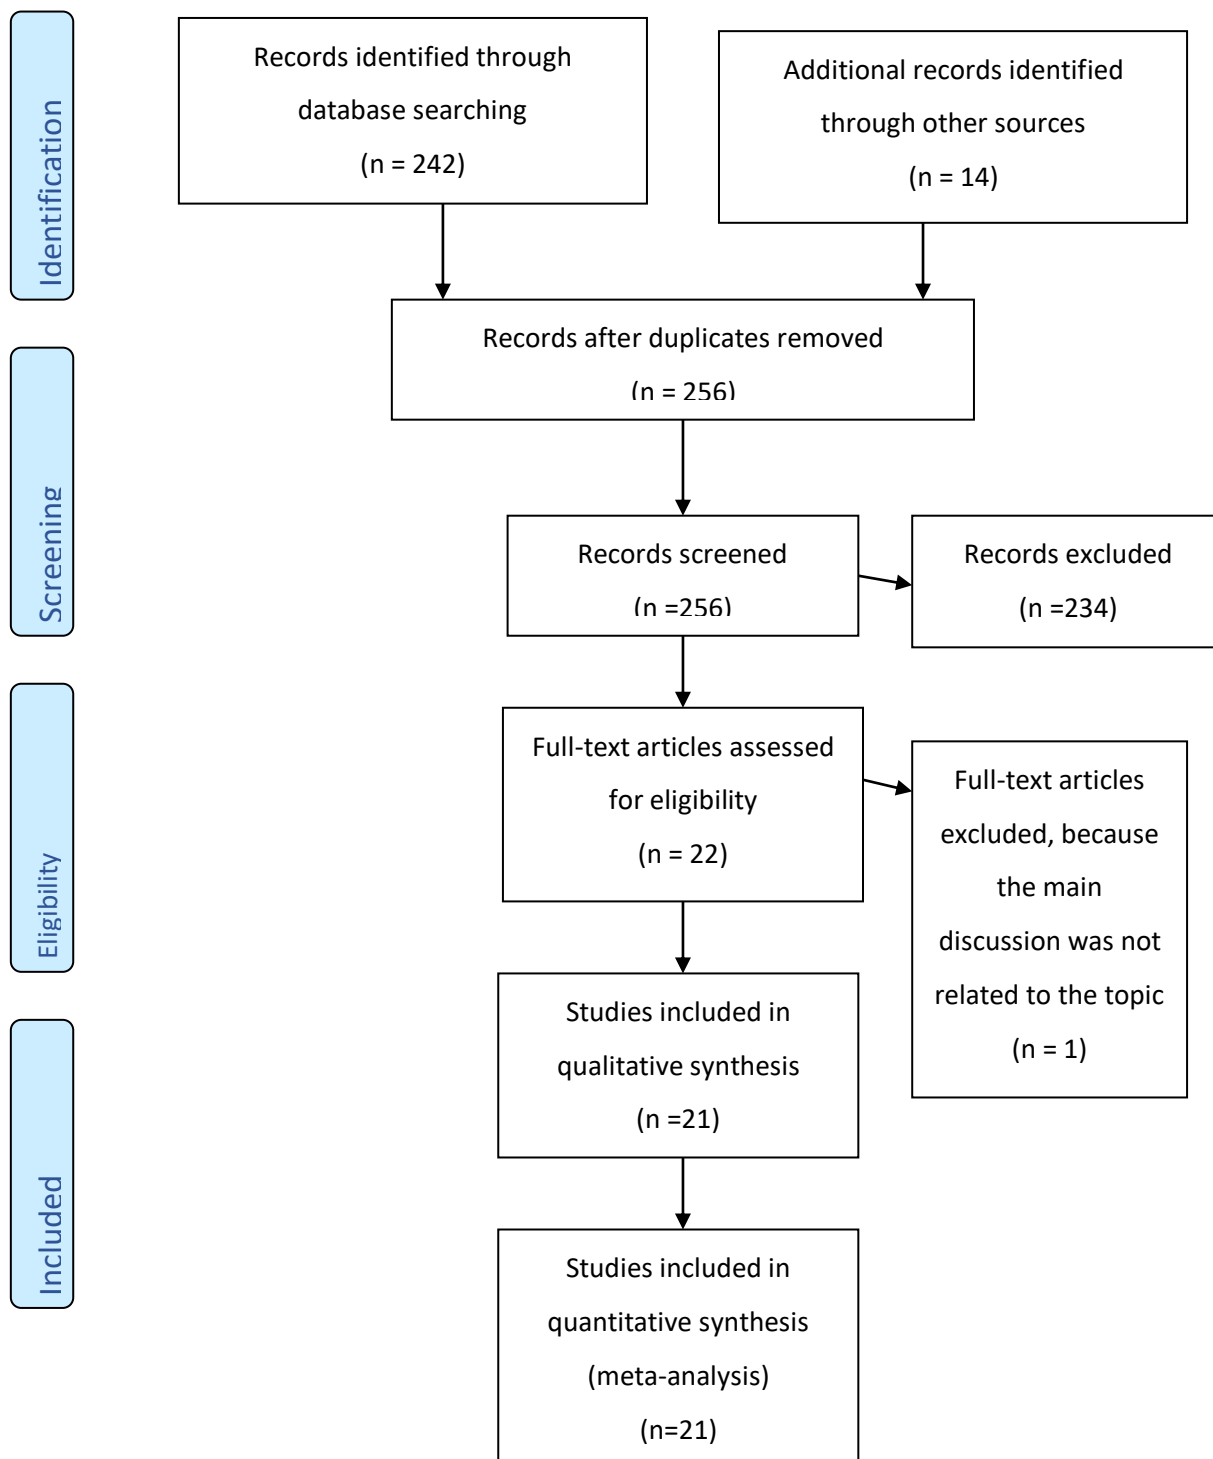 Identification
Records identified through
database searching
(n = 242)
Additional records identified
through other sources
(n = 14)
Records after duplicates removed
(n = 256)
Screening
Records screened
(n =256)
Records excluded
(n =234)
Eligibility
Full-text articles assessed
for eligibility
(n = 22)
Full-text articles
excluded, because
the main
discussion was not
related to the topic
(n = 1)
Included
Studies included in
qualitative synthesis
(n =21)
Studies included in
quantitative synthesis
(meta-analysis)
(n=21)